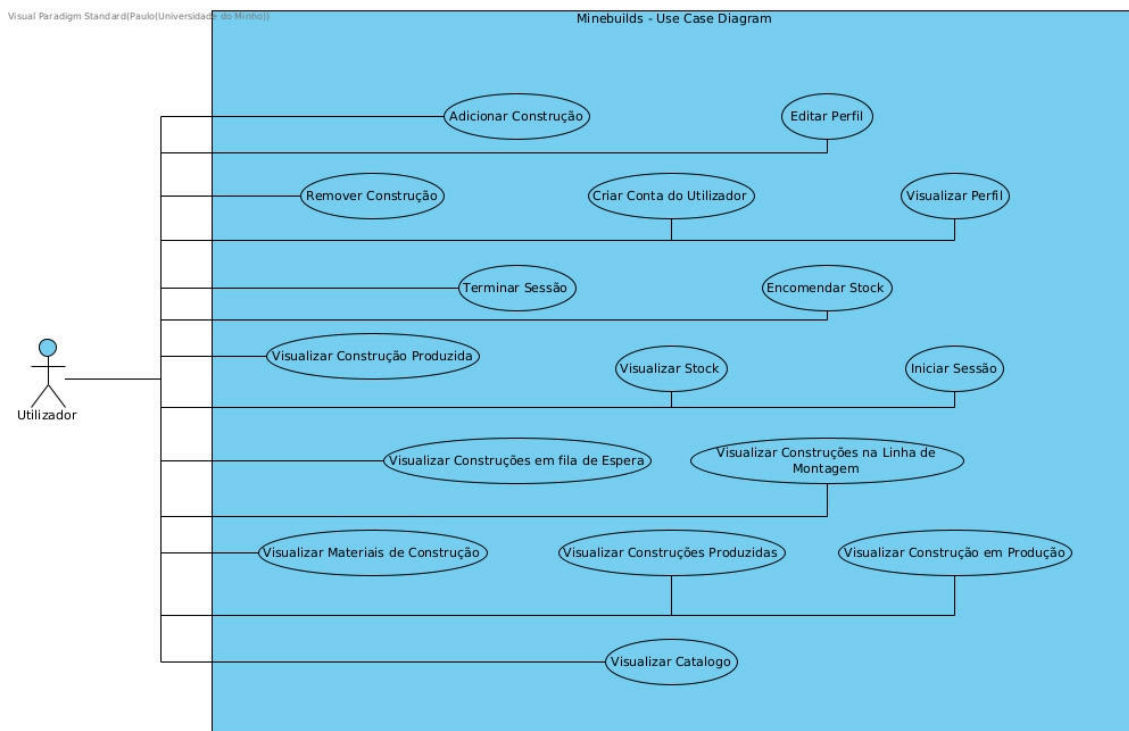 Visual Paradigm Standard(Paulo(Universidade do Minho))
Minebuilds - Use Case Diagram
Adicionar Construção
Editar Perfil
Remover Construção
Criar Conta do Utilizador
Visualizar Perfil
Terminar Sessão
Encomendar Stock
Visualizar Construção Produzida
Visualizar Stock
Iniciar Sessão
Utilizador
Visualizar Construções em fila de Espera
Visualizar Construções na Linha de
Montagem
Visualizar Materiais de Construção
Visualizar Construções Produzidas
Visualizar Construção em Produção
Visualizar Catalogo